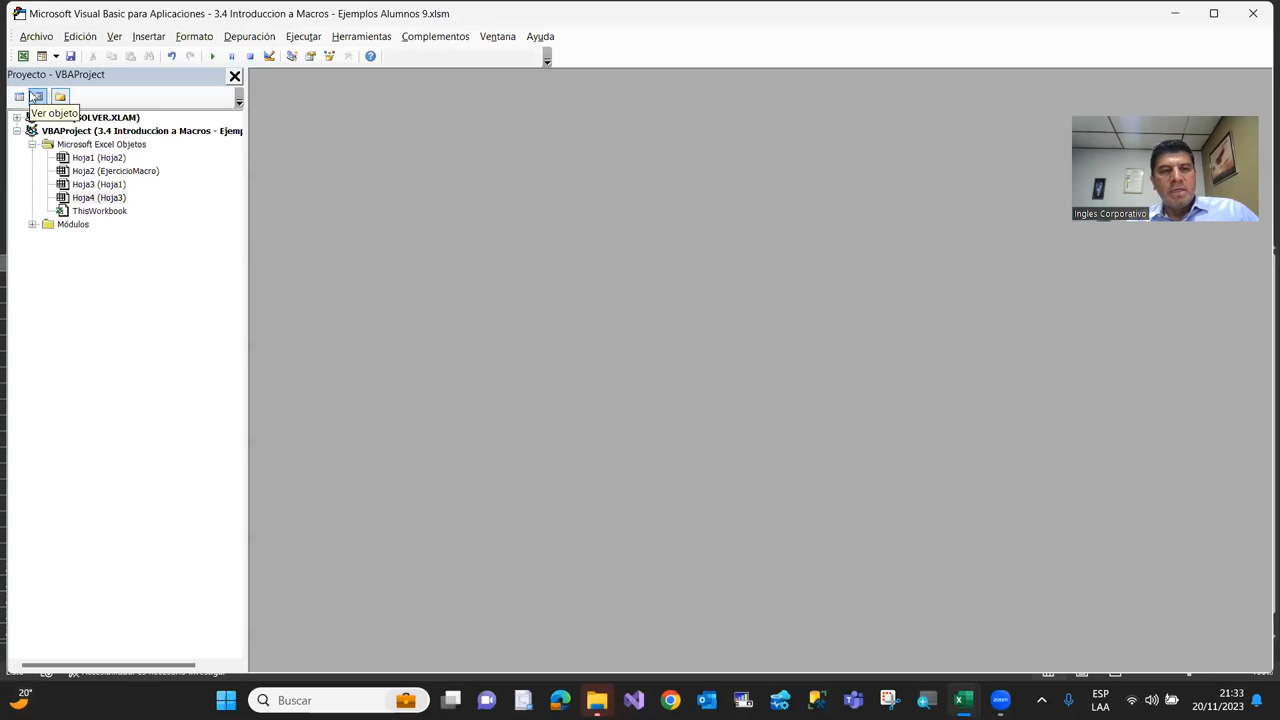 Microsoft Visual Basic para Aplicaciones - 3.4 Introduccion a Macros - Ejemplos Alumnos 9.xlsm
Archivo Edición Ver Insertar Formato Depuración Ejecutar Herramientas Complementos Ventana Ayuda
Proyecto - VBAProject
Ver objeto
SOLVER.XLAM)
VBAProject (3.4 Introduccion a Macros - Ejemp
Microsoft Excel Objetos
Hoja1 (Hoja2)
Hoja2 (EjercicioMacro)
Hoja3 (Hoja1)
Hoja4 (Hoja3)
ThisWorkbook
Módulos
Ingles Corporativo
20°
Buscar
ESP
LAA
21:33
20/11/2023